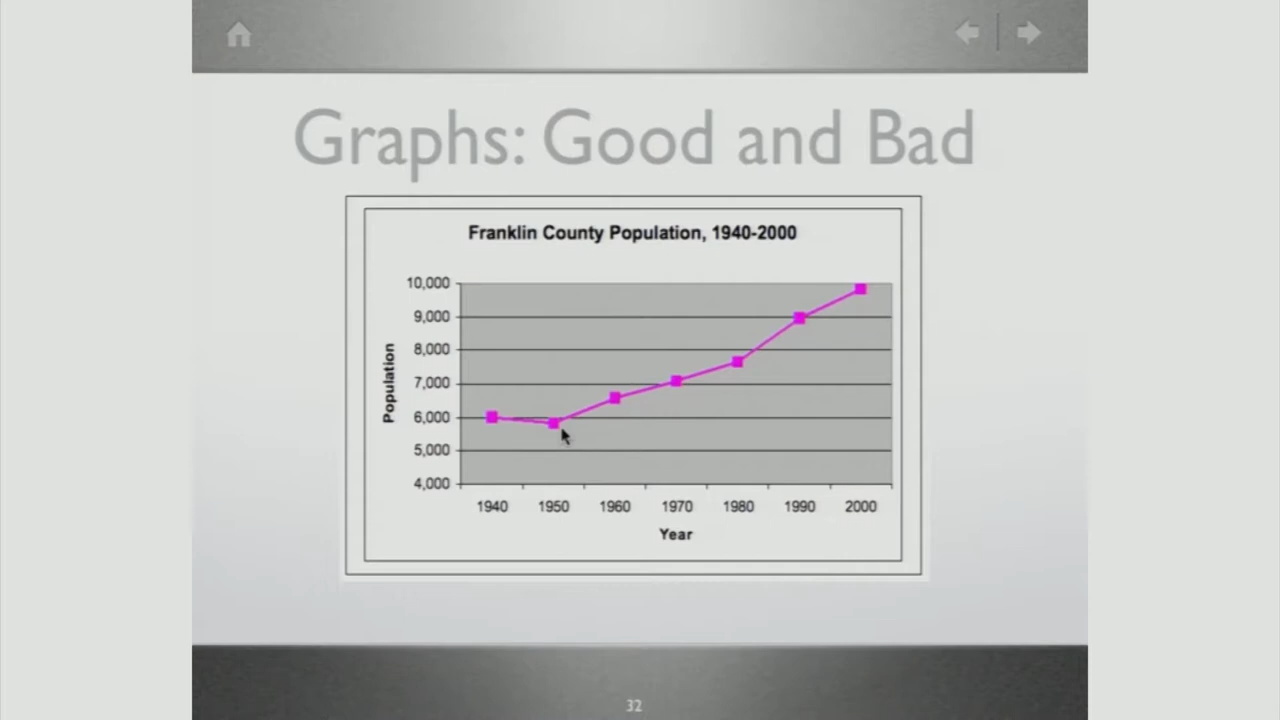 Graphs: Good and Bad
Franklin County Population, 1940-2000
10,000
9,000
8,000
7,000
6,000
5,000
4,000
Population
1940 1950 1960 1970 1980 1990 2000
Year
32